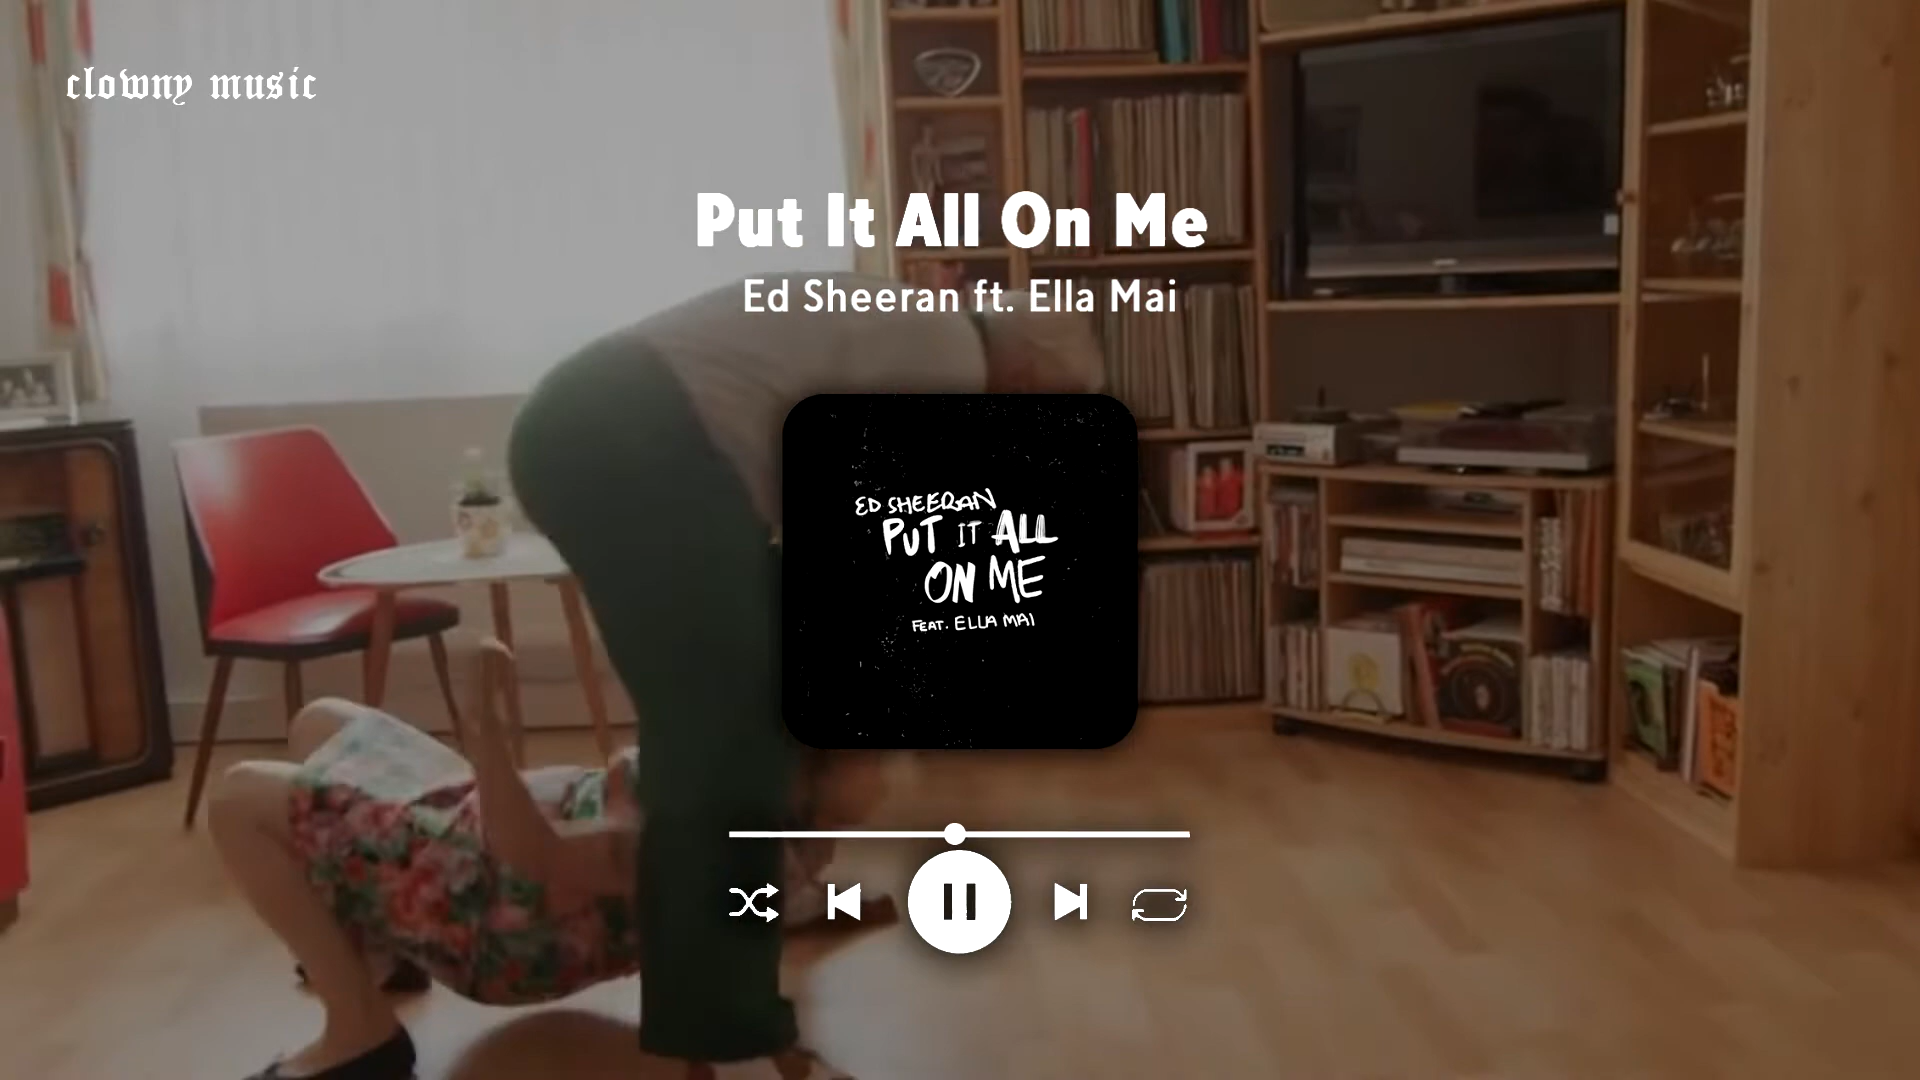 clowny music
Put It All On Me
Ed Sheeran ft. Ella Mai
ED SHEERAN
PUT IT ALL
ON ME
FEAT. ELLA MAI